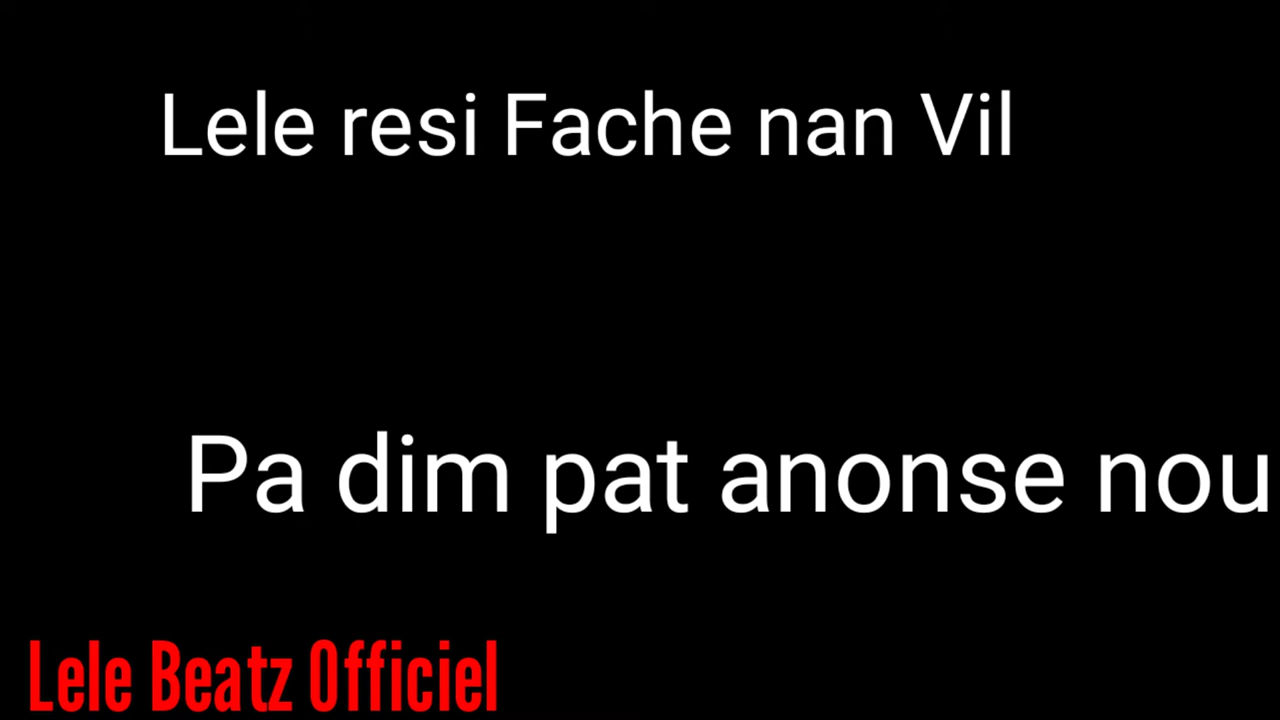 Lele resi Fache nan Vil
Pa dim pat anonse nou
Lele Beatz Officiel